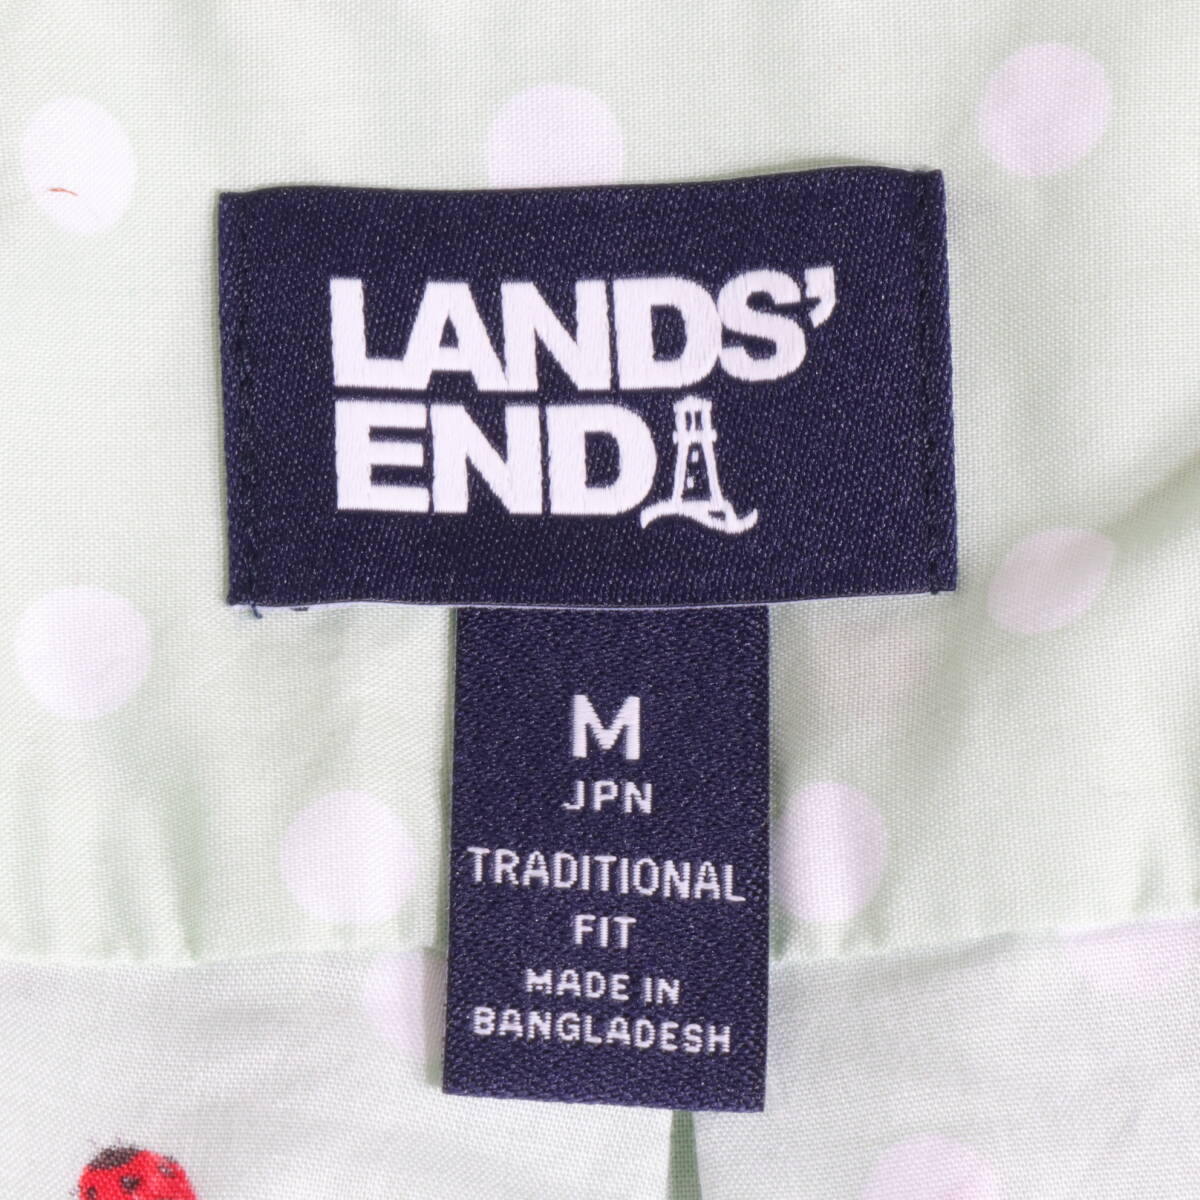 LANDS'
END
M
JPN
TRADITIONAL
FIT
MADE IN
BANGLADESH